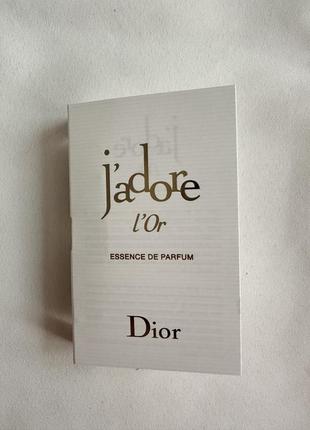 j'adore
l'Or
ESSENCE DE PARFUM
Dior